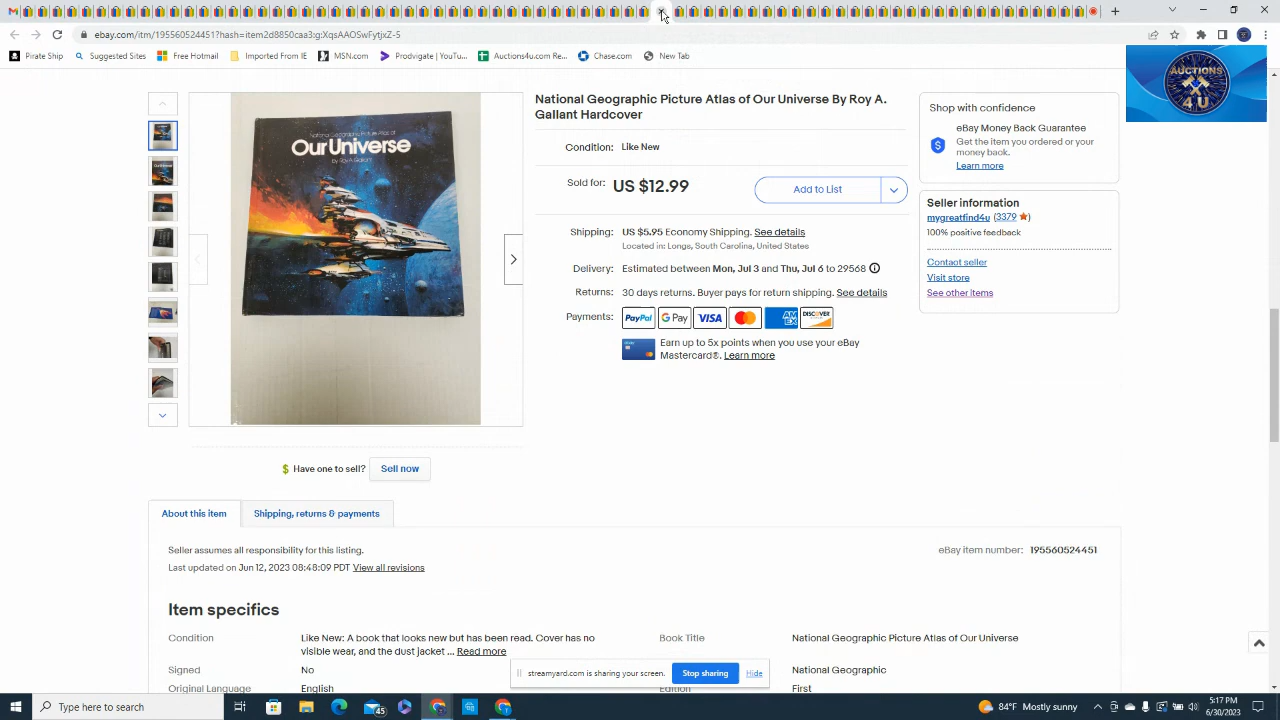 ebay.com/itm/195560524451?hash=item2d8850caa3:g:XqsAAOSwFytjxZ-5
Pirate Ship
Suggested Sites
Free Hotmail
Imported From IE
MSN.com
Prodvigate | YouTu...
Auctions4u.com Re...
Chase.com
New Tab
AUCTIONS
4 U
National Geographic Picture Atlas of
Our Universe
by Roy A. Gallant
National Geographic Picture Atlas of Our Universe By Roy A.
Gallant Hardcover
Condition: Like New
Sold for: US $12.99
Add to List
Shipping: US $5.95 Economy Shipping. See details
Located in: Longs, South Carolina, United States
Delivery: Estimated between Mon, Jul 3 and Thu, Jul 6 to 29568
Returns: 30 days returns. Buyer pays for return shipping. See details
Payments: PayPal G Pay VISA AM EX DISCOVER
Earn up to 5x points when you use your eBay
Mastercard®. Learn more
Shop with confidence
eBay Money Back Guarantee
Get the item you ordered or your
money back.
Learn more
Seller information
mygreatfind4u (3379)
100% positive feedback
Contact seller
Visit store
See other items
$ Have one to sell? Sell now
About this item
Shipping, returns & payments
Seller assumes all responsibility for this listing.
eBay item number: 195560524451
Last updated on Jun 12, 2023 08:48:09 PDT View all revisions
Item specifics
Condition
Like New: A book that looks new but has been read. Cover has no
visible wear, and the dust jacket ... Read more
Book Title
National Geographic Picture Atlas of Our Universe
Signed
No
National Geographic
Original Language
English
Edition
First
streamyard.com is sharing your screen.
Stop sharing
Hide
Type here to search
45
84°F Mostly sunny
5:17 PM
6/30/2023